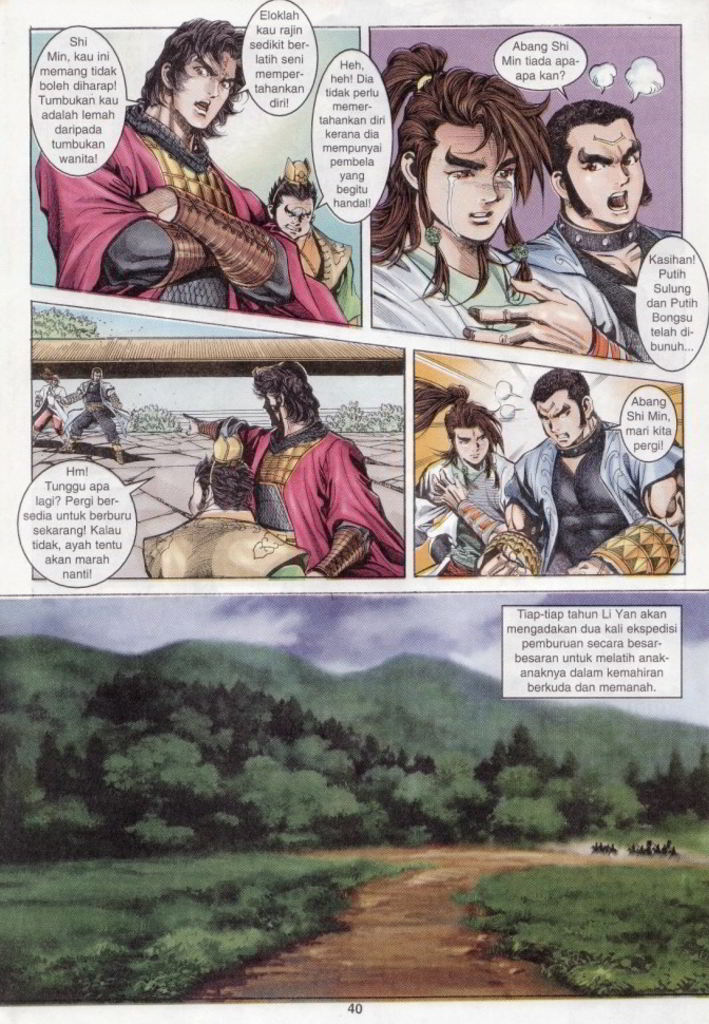 Shi
Min, kau ini
memang tidak
boleh diharap!
Tumbukan kau
adalah lemah
daripada
tumbukan
wanita!
Eloklah
kau rajin
sedikit ber-
latih seni
memper-
tahankan
diri!
Heh,
heh! Dia
tidak perlu
memer-
tahankan diri
kerana dia
mempunyai
pembela
yang
begitu
handal!
Abang Shi
Min tiada apa-
apa kan?
Kasihan!
Putih
Sulung
dan Putih
Bongsu
telah di-
bunuh...
Hm!
Tunggu apa
lagi? Pergi ber-
sedia untuk berburu
sekarang! Kalau
tidak, ayah tentu
akan marah
nanti!
Abang
Shi Min,
mari kita
pergi!
Tiap-tiap tahun Li Yan akan
mengadakan dua kali ekspedisi
pemburuan secara besar-
besaran untuk melatih anak-
anaknya dalam kemahiran
berkuda dan memanah.
40